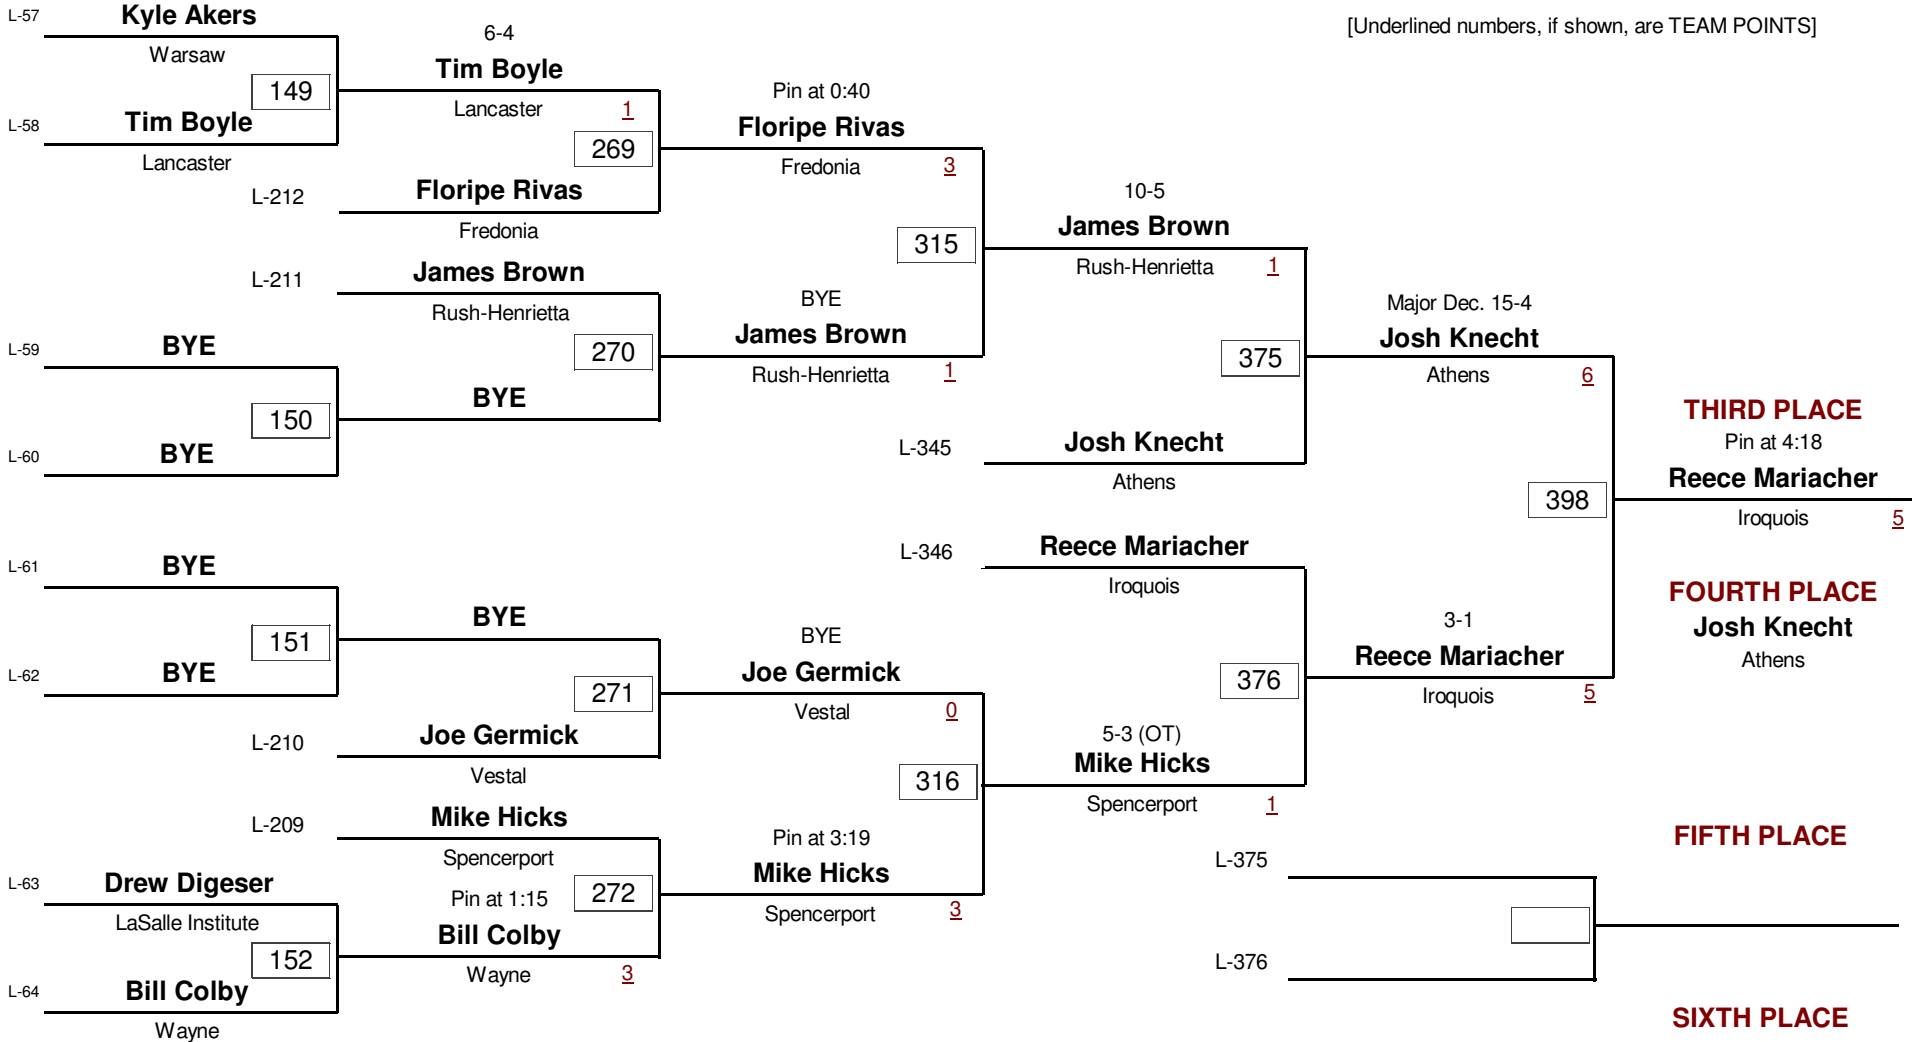 L-57
Kyle Akers
Warsaw
149
L-58
Tim Boyle
Lancaster
6-4
Tim Boyle
Lancaster 1
269
L-212
Floripe Rivas
Fredonia
Pin at 0:40
Floripe Rivas
Fredonia 3
[Underlined numbers, if shown, are TEAM POINTS]
315
L-211
James Brown
Rush-Henrietta
270
L-59
BYE
150
L-60
BYE
BYE
BYE
James Brown
Rush-Henrietta 1
10-5
James Brown
Rush-Henrietta 1
375
L-345
Josh Knecht
Athens
Major Dec. 15-4
Josh Knecht
Athens 6
398
THIRD PLACE
Pin at 4:18
Reece Mariacher
Iroquois 5
FOURTH PLACE
Josh Knecht
Athens
L-346
Reece Mariacher
Iroquois
376
3-1
Reece Mariacher
Iroquois 5
L-61
BYE
151
L-62
BYE
BYE
271
L-210
Joe Germick
Vestal
BYE
Joe Germick
Vestal 0
316
5-3 (OT)
Mike Hicks
Spencerport 1
L-209
Mike Hicks
Spencerport
272
Pin at 3:19
Mike Hicks
Spencerport 3
L-63
Drew Digeser
LaSalle Institute
152
L-64
Bill Colby
Wayne
Pin at 1:15
Bill Colby
Wayne 3
FIFTH PLACE
L-375
L-376
SIXTH PLACE